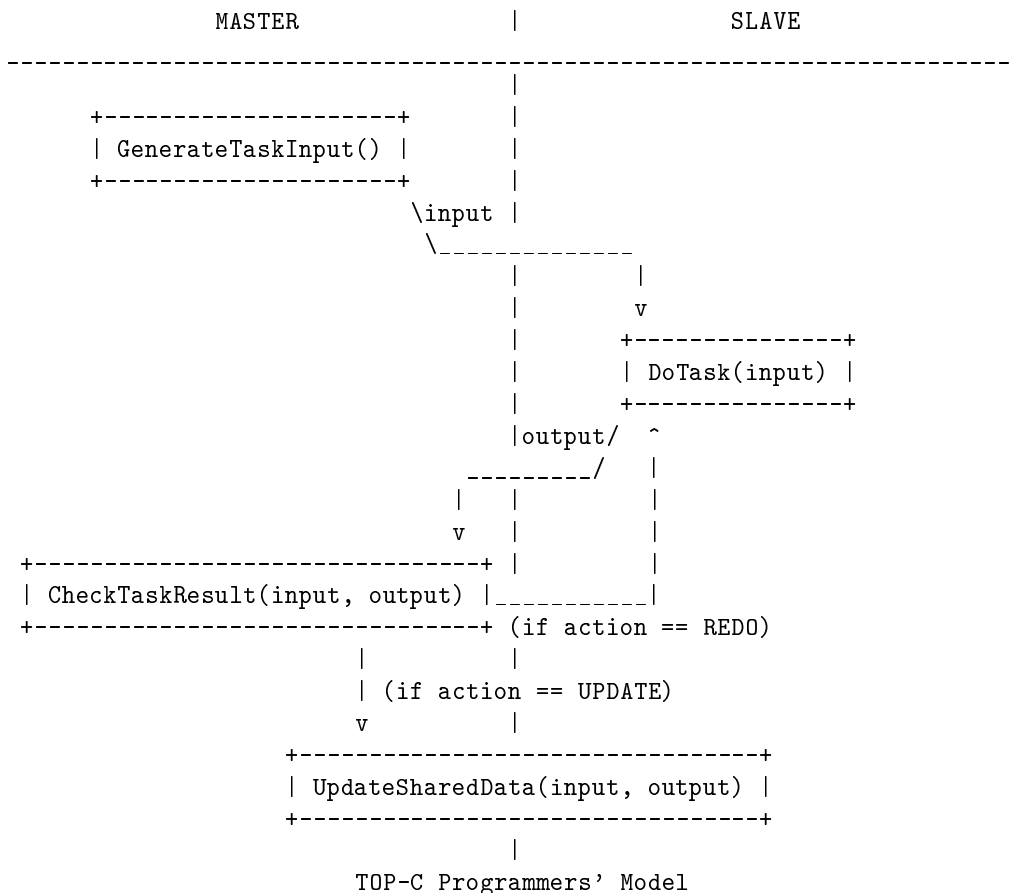 MASTER | SLAVE
GenerateTaskInput()
input
DoTask(input)
output
CheckTaskResult(input, output)
(if action == REDO)
(if action == UPDATE)
v
UpdateSharedData(input, output)
TOP-C Programmers' Model